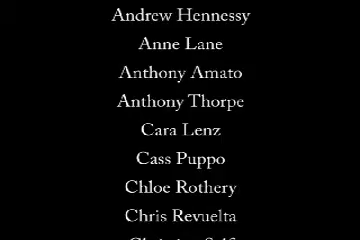 Andrew Hennessy
Anne Lane
Anthony Amato
Anthony Thorpe
Cara Lenz
Cass Puppo
Chloe Rothery
Chris Revuelta